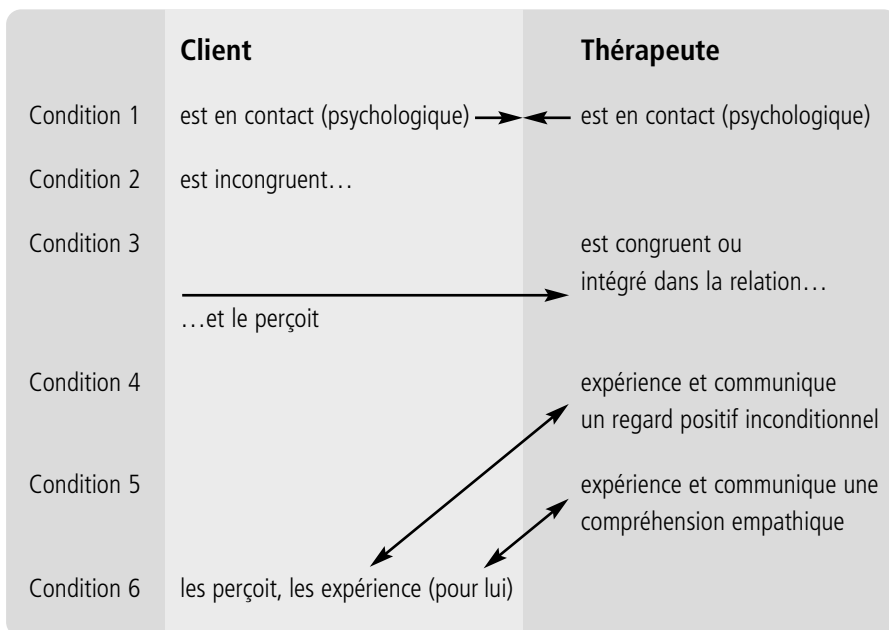 Client Thérapeute
Condition 1 est en contact (psychologique) est en contact (psychologique)
Condition 2 est incongruent…
Condition 3 est congruent ou
intégré dans la relation…
…et le perçoit
Condition 4 expérience et communique
un regard positif inconditionnel
Condition 5 expérience et communique une
compréhension empathique
Condition 6 les perçoit, les expérience (pour lui)